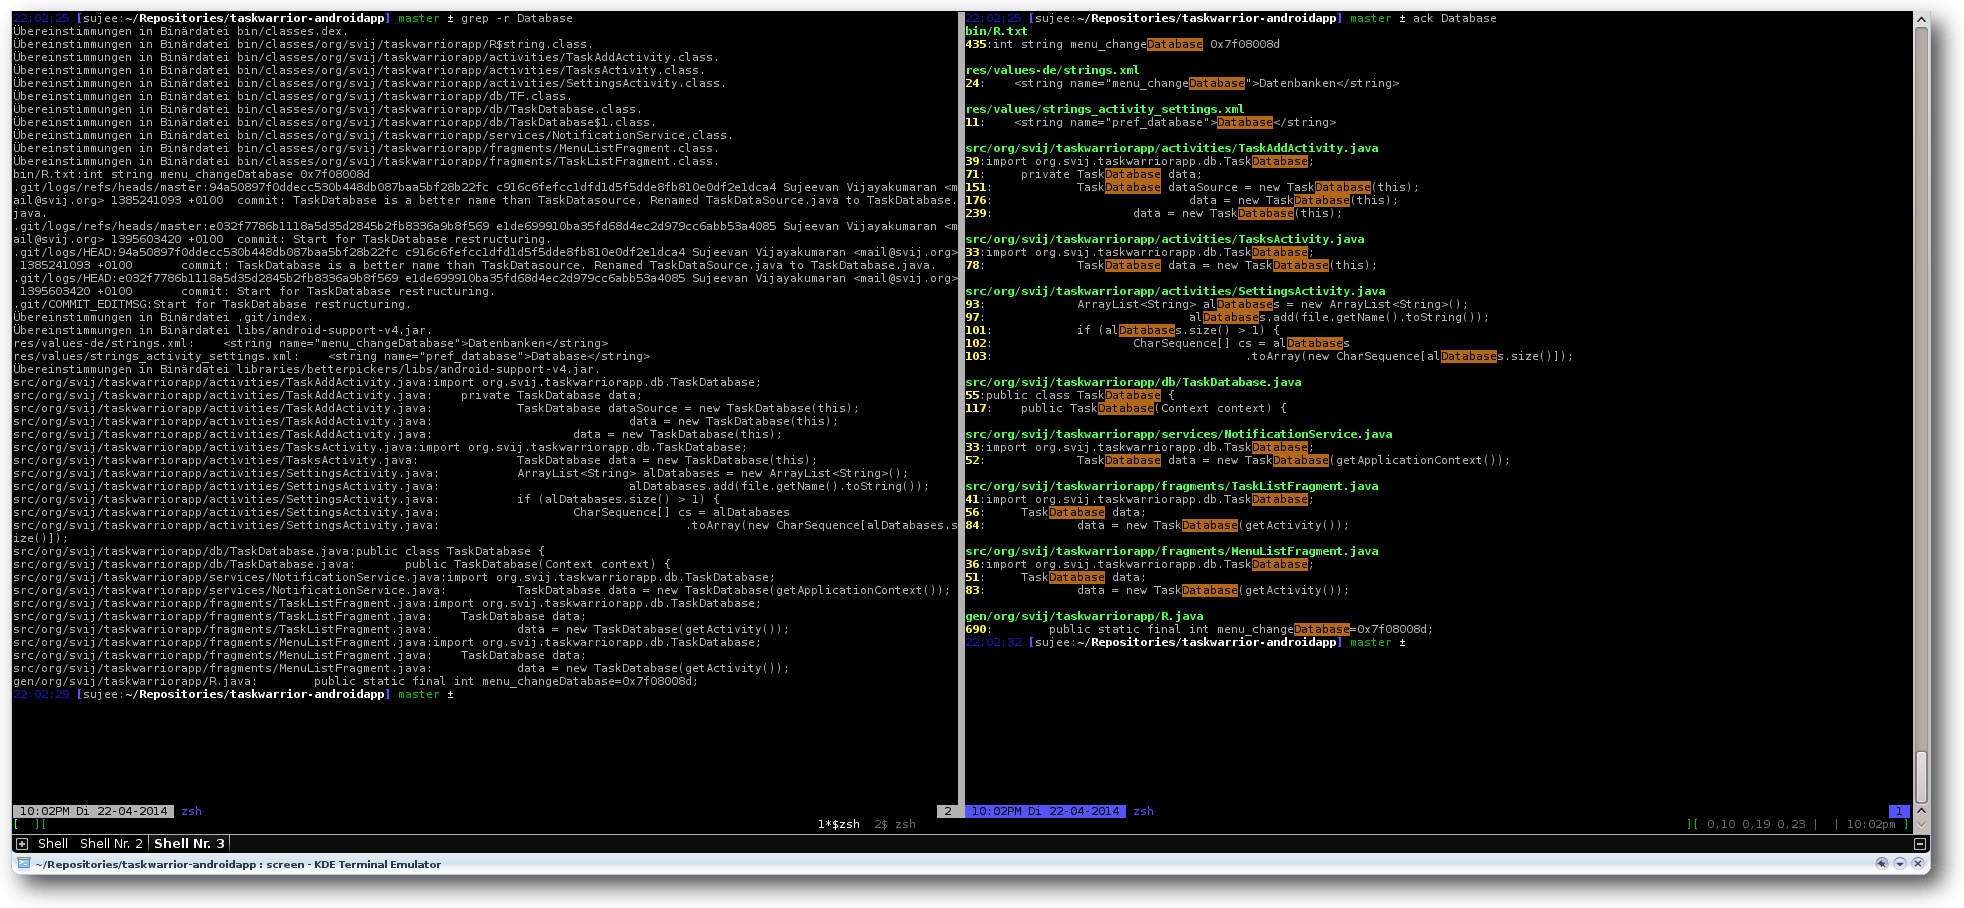 22:02:25 [sujee:~/Repositories/taskwarrior-androidapp] master ± grep -r Database
Übereinstimmungen in Binärdatei bin/classes.dex.
Übereinstimmungen in Binärdatei bin/classes/org/svij/taskwarriorapp/R$string.class.
Übereinstimmungen in Binärdatei bin/classes/org/svij/taskwarriorapp/activities/TaskAddActivity.class.
Übereinstimmungen in Binärdatei bin/classes/org/svij/taskwarriorapp/activities/TasksActivity.class.
Übereinstimmungen in Binärdatei bin/classes/org/svij/taskwarriorapp/activities/SettingsActivity.class.
Übereinstimmungen in Binärdatei bin/classes/org/svij/taskwarriorapp/db/TF.class.
Übereinstimmungen in Binärdatei bin/classes/org/svij/taskwarriorapp/db/TaskDatabase.class.
Übereinstimmungen in Binärdatei bin/classes/org/svij/taskwarriorapp/db/TaskDatabase$1.class.
Übereinstimmungen in Binärdatei bin/classes/org/svij/taskwarriorapp/services/NotificationService.class.
Übereinstimmungen in Binärdatei bin/classes/org/svij/taskwarriorapp/fragments/MenuListFragment.class.
Übereinstimmungen in Binärdatei bin/classes/org/svij/taskwarriorapp/fragments/TaskListFragment.class.
bin/R.txt:int string menu_changeDatabase 0x7f08008d
.git/logs/refs/heads/master:94a50897f0ddecc530b448db087baa5bf28b22fc c916c6fefcc1dfd1d5f5dde8fb810e0df2e1dca4 Sujeevan Vijayakumaran <m
ail@svij.org> 1385241093 +0100  commit: TaskDatabase is a better name than TaskDatasource. Renamed TaskDataSource.java to TaskDatabase.
java.
.git/logs/refs/heads/master:e032f7786b1118a5d35d2845b2fb8336a9b8f569 e1de699910ba35fd68d4ec2d979cc6abb53a4085 Sujeevan Vijayakumaran <m
ail@svij.org> 1395603420 +0100  commit: Start for TaskDatabase restructuring.
.git/logs/HEAD:94a50897f0ddecc530b448db087baa5bf28b22fc c916c6fefcc1dfd1d5f5dde8fb810e0df2e1dca4 Sujeevan Vijayakumaran <mail@svij.org>
 1385241093 +0100       commit: TaskDatabase is a better name than TaskDatasource. Renamed TaskDataSource.java to TaskDatabase.java.
.git/logs/HEAD:e032f7786b1118a5d35d2845b2fb8336a9b8f569 e1de699910ba35fd68d4ec2d979cc6abb53a4085 Sujeevan Vijayakumaran <mail@svij.org>
 1395603420 +0100       commit: Start for TaskDatabase restructuring.
.git/COMMIT_EDITMSG:Start for TaskDatabase restructuring.
Übereinstimmungen in Binärdatei .git/index.
Übereinstimmungen in Binärdatei libs/android-support-v4.jar.
res/values-de/strings.xml:    <string name="menu_changeDatabase">Datenbanken</string>
res/values/strings_activity_settings.xml:    <string name="pref_database">Database</string>
Übereinstimmungen in Binärdatei libraries/betterpickers/libs/android-support-v4.jar.
src/org/svij/taskwarriorapp/activities/TaskAddActivity.java:import org.svij.taskwarriorapp.db.TaskDatabase;
src/org/svij/taskwarriorapp/activities/TaskAddActivity.java:    private TaskDatabase data;
src/org/svij/taskwarriorapp/activities/TaskAddActivity.java:            TaskDatabase dataSource = new TaskDatabase(this);
src/org/svij/taskwarriorapp/activities/TaskAddActivity.java:                            data = new TaskDatabase(this);
src/org/svij/taskwarriorapp/activities/TaskAddActivity.java:                    data = new TaskDatabase(this);
src/org/svij/taskwarriorapp/activities/TasksActivity.java:import org.svij.taskwarriorapp.db.TaskDatabase;
src/org/svij/taskwarriorapp/activities/TasksActivity.java:              TaskDatabase data = new TaskDatabase(this);
src/org/svij/taskwarriorapp/activities/SettingsActivity.java:           ArrayList<String> alDatabases = new ArrayList<String>();
src/org/svij/taskwarriorapp/activities/SettingsActivity.java:                           alDatabases.add(file.getName().toString());
src/org/svij/taskwarriorapp/activities/SettingsActivity.java:           if (alDatabases.size() > 1) {
src/org/svij/taskwarriorapp/activities/SettingsActivity.java:                   CharSequence[] cs = alDatabases
src/org/svij/taskwarriorapp/activities/SettingsActivity.java:                                   .toArray(new CharSequence[alDatabases.s
ize()]);
src/org/svij/taskwarriorapp/db/TaskDatabase.java:public class TaskDatabase {
src/org/svij/taskwarriorapp/db/TaskDatabase.java:       public TaskDatabase(Context context) {
src/org/svij/taskwarriorapp/services/NotificationService.java:import org.svij.taskwarriorapp.db.TaskDatabase;
src/org/svij/taskwarriorapp/services/NotificationService.java:          TaskDatabase data = new TaskDatabase(getApplicationContext());
src/org/svij/taskwarriorapp/fragments/TaskListFragment.java:import org.svij.taskwarriorapp.db.TaskDatabase;
src/org/svij/taskwarriorapp/fragments/TaskListFragment.java:    TaskDatabase data;
src/org/svij/taskwarriorapp/fragments/TaskListFragment.java:            data = new TaskDatabase(getActivity());
src/org/svij/taskwarriorapp/fragments/MenuListFragment.java:import org.svij.taskwarriorapp.db.TaskDatabase;
src/org/svij/taskwarriorapp/fragments/MenuListFragment.java:    TaskDatabase data;
src/org/svij/taskwarriorapp/fragments/MenuListFragment.java:            data = new TaskDatabase(getActivity());
gen/org/svij/taskwarriorapp/R.java:        public static final int menu_changeDatabase=0x7f08008d;
22:02:29 [sujee:~/Repositories/taskwarrior-androidapp] master ±
22:02:25 [sujee:~/Repositories/taskwarrior-androidapp] master ± ack Database
bin/R.txt
435:int string menu_changeDatabase 0x7f08008d
res/values-de/strings.xml
24:    <string name="menu_changeDatabase">Datenbanken</string>
res/values/strings_activity_settings.xml
11:    <string name="pref_database">Database</string>
src/org/svij/taskwarriorapp/activities/TaskAddActivity.java
39:import org.svij.taskwarriorapp.db.TaskDatabase;
71:    private TaskDatabase data;
151:            TaskDatabase dataSource = new TaskDatabase(this);
176:                            data = new TaskDatabase(this);
239:                    data = new TaskDatabase(this);
src/org/svij/taskwarriorapp/activities/TasksActivity.java
33:import org.svij.taskwarriorapp.db.TaskDatabase;
78:             TaskDatabase data = new TaskDatabase(this);
src/org/svij/taskwarriorapp/activities/SettingsActivity.java
93:             ArrayList<String> alDatabases = new ArrayList<String>();
97:                             alDatabases.add(file.getName().toString());
101:            if (alDatabases.size() > 1) {
102:                    CharSequence[] cs = alDatabases
103:                                    .toArray(new CharSequence[alDatabases.size()]);
src/org/svij/taskwarriorapp/db/TaskDatabase.java
55:public class TaskDatabase {
117:    public TaskDatabase(Context context) {
src/org/svij/taskwarriorapp/services/NotificationService.java
33:import org.svij.taskwarriorapp.db.TaskDatabase;
52:             TaskDatabase data = new TaskDatabase(getApplicationContext());
src/org/svij/taskwarriorapp/fragments/TaskListFragment.java
41:import org.svij.taskwarriorapp.db.TaskDatabase;
56:     TaskDatabase data;
84:             data = new TaskDatabase(getActivity());
src/org/svij/taskwarriorapp/fragments/MenuListFragment.java
36:import org.svij.taskwarriorapp.db.TaskDatabase;
51:     TaskDatabase data;
83:             data = new TaskDatabase(getActivity());
gen/org/svij/taskwarriorapp/R.java
690:        public static final int menu_changeDatabase=0x7f08008d;
22:02:32 [sujee:~/Repositories/taskwarrior-androidapp] master ±
10:02PM Di 22-04-2014 zsh 2
10:02PM Di 22-04-2014 zsh 1
[  ][ 1*$zsh  2$ zsh ][ 0,10 0,19 0,23 |  | 10:02pm ]
Shell Shell Nr. 2 Shell Nr. 3
~/Repositories/taskwarrior-androidapp : screen - KDE Terminal Emulator